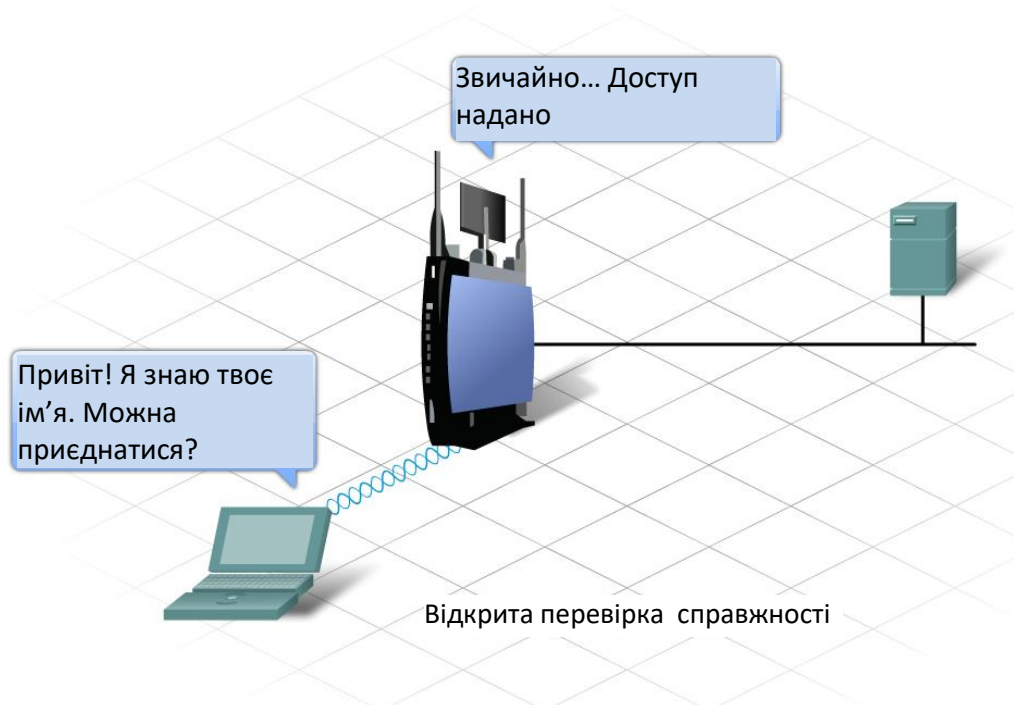 Звичайно... Доступ
надано
Привіт! Я знаю твоє
ім’я. Можна
приєднатися?
Відкрита перевірка  справжності